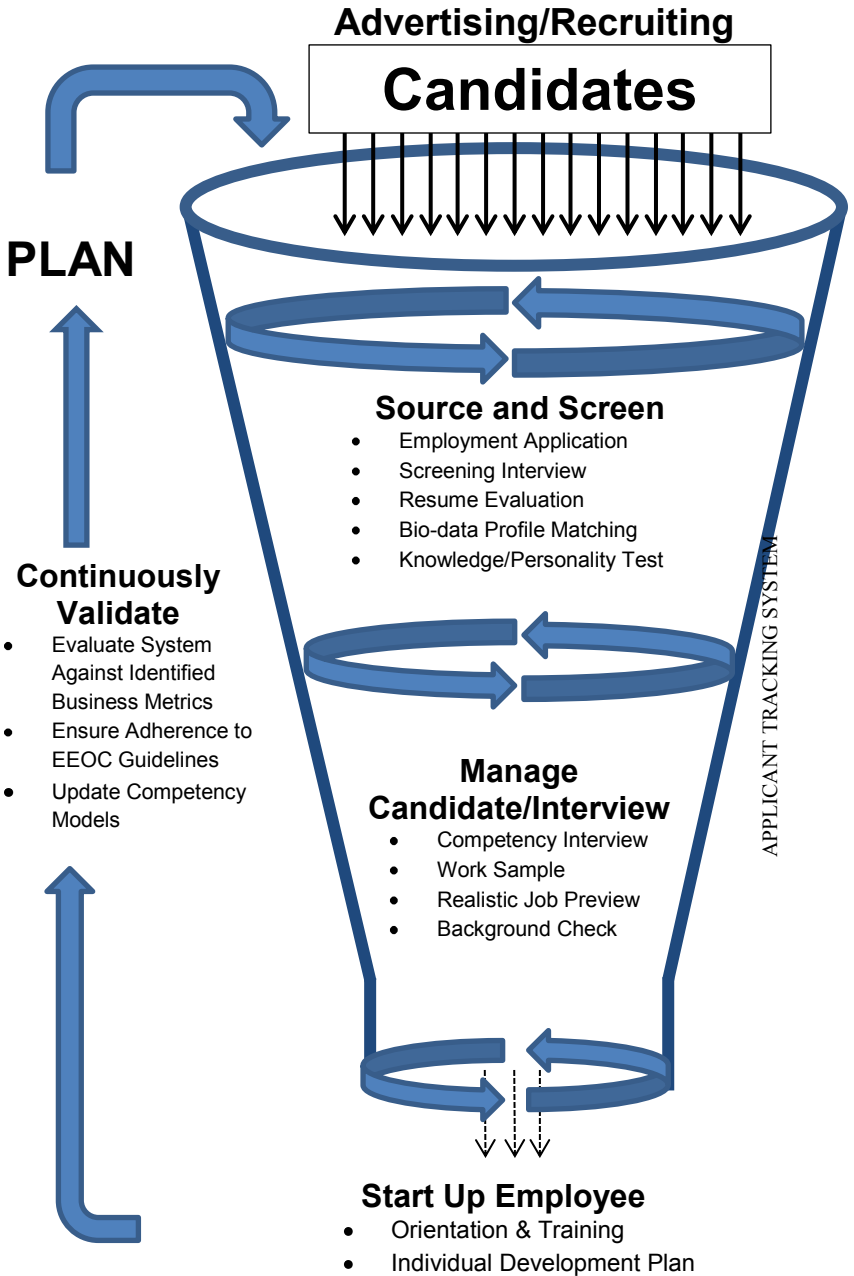 Advertising/Recruiting
Candidates
PLAN
Source and Screen
• Employment Application
• Screening Interview
• Resume Evaluation
• Bio-data Profile Matching
• Knowledge/Personality Test
APPLICANT TRACKING SYSTEM
Continuously
Validate
• Evaluate System
Against Identified
Business Metrics
• Ensure Adherence to
EEOC Guidelines
• Update Competency
Models
Manage
Candidate/Interview
• Competency Interview
• Work Sample
• Realistic Job Preview
• Background Check
Start Up Employee
• Orientation & Training
• Individual Development Plan